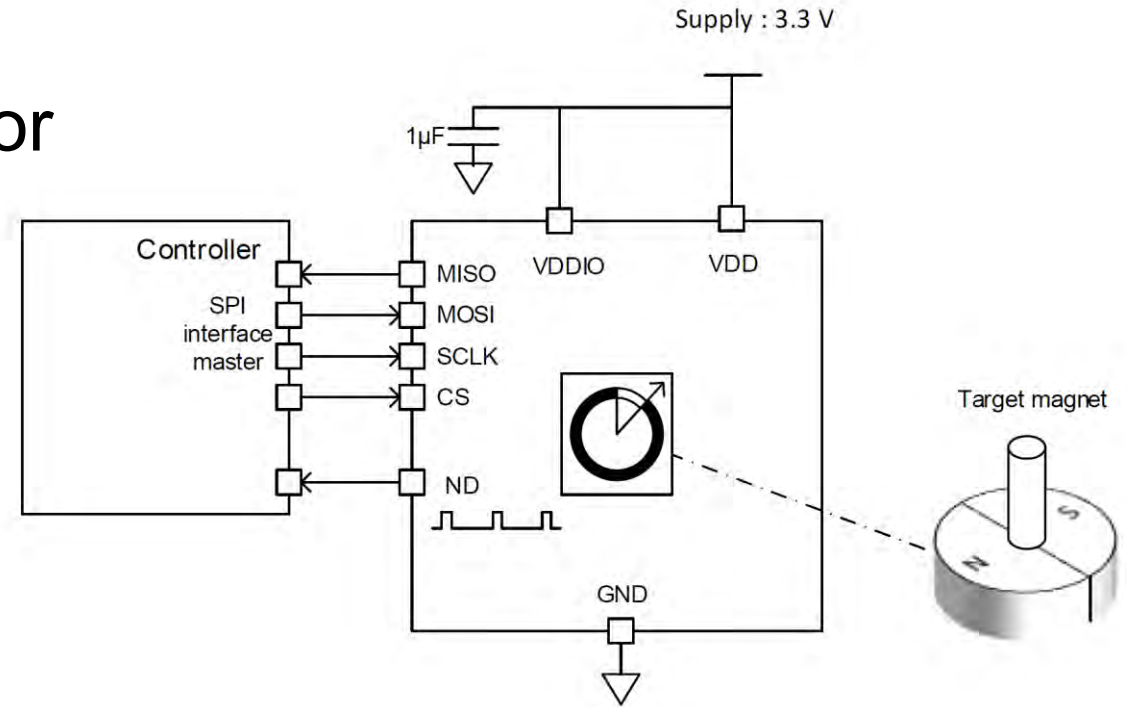 Supply : 3.3 V
or
1µF
Controller
SPI
interface
master
MISO
MOSI
SCLK
CS
ND
VDDIO
VDD
GND
Target magnet
S
N